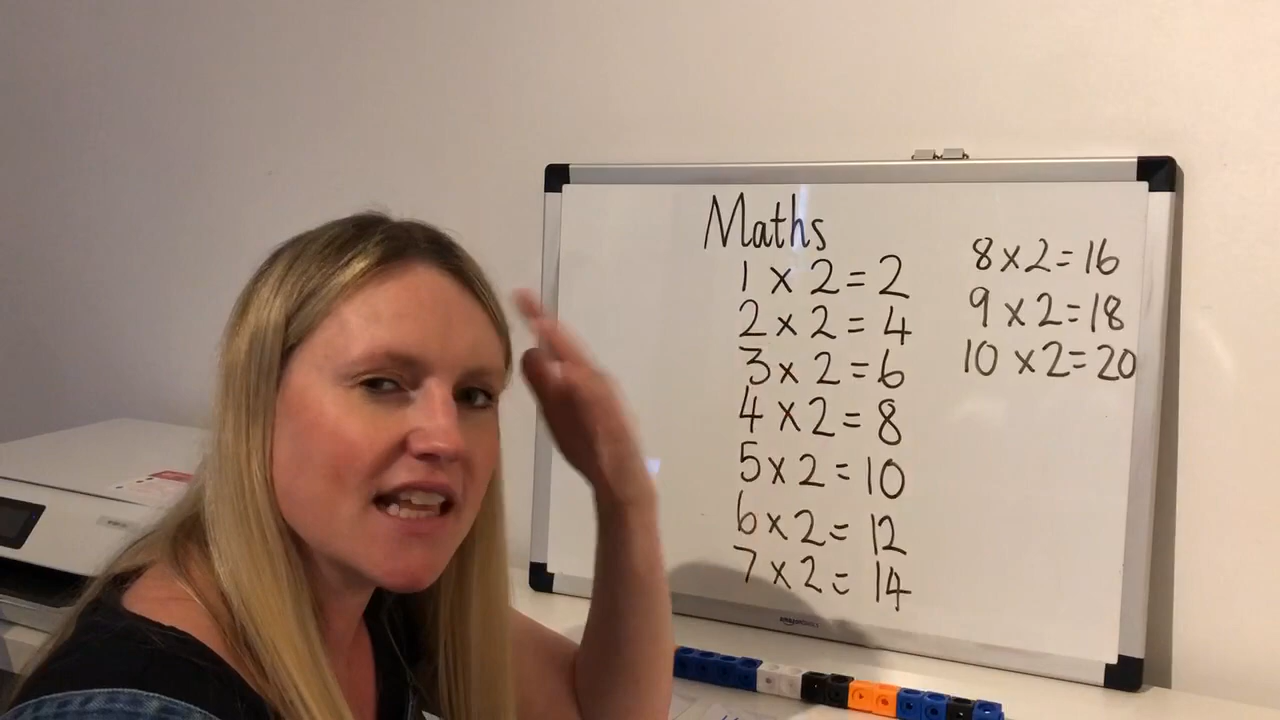 Maths
1 x 2 = 2
2 x 2 = 4
3 x 2 = 6
4 x 2 = 8
5 x 2 = 10
6 x 2 = 12
7 x 2 = 14
8 x 2 = 16
9 x 2 = 18
10 x 2 = 20